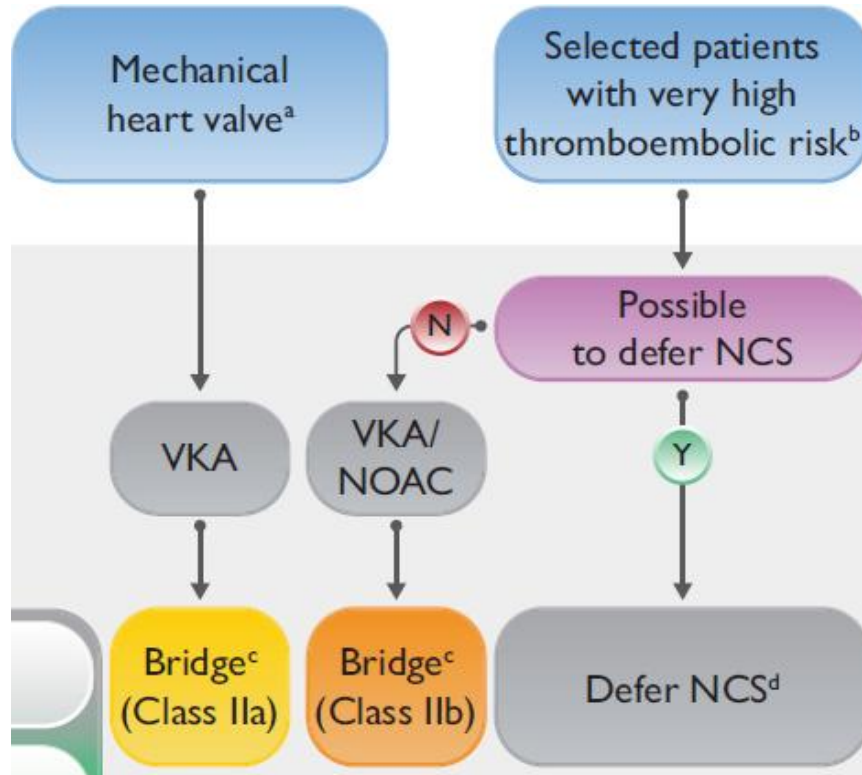 Mechanical
heart valveᵃ
Selected patients
with very high
thromboembolic riskᵇ
Possible
to defer NCS
N
VKA
VKA/
NOAC
Y
Bridgeᶜ
(Class IIa)
Bridgeᶜ
(Class IIb)
Defer NCSᵈ